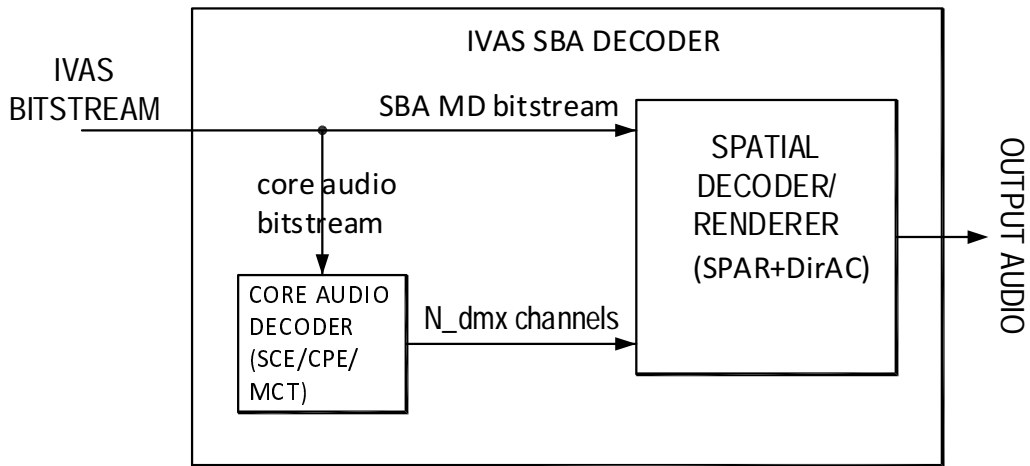 IVAS SBA DECODER
IVAS
BITSTREAM
SBA MD bitstream
core audio
bitstream
SPATIAL
DECODER/
RENDERER
(SPAR+DirAC)
OUTPUT AUDIO
CORE AUDIO
DECODER
(SCE/CPE/
MCT)
N_dmx channels